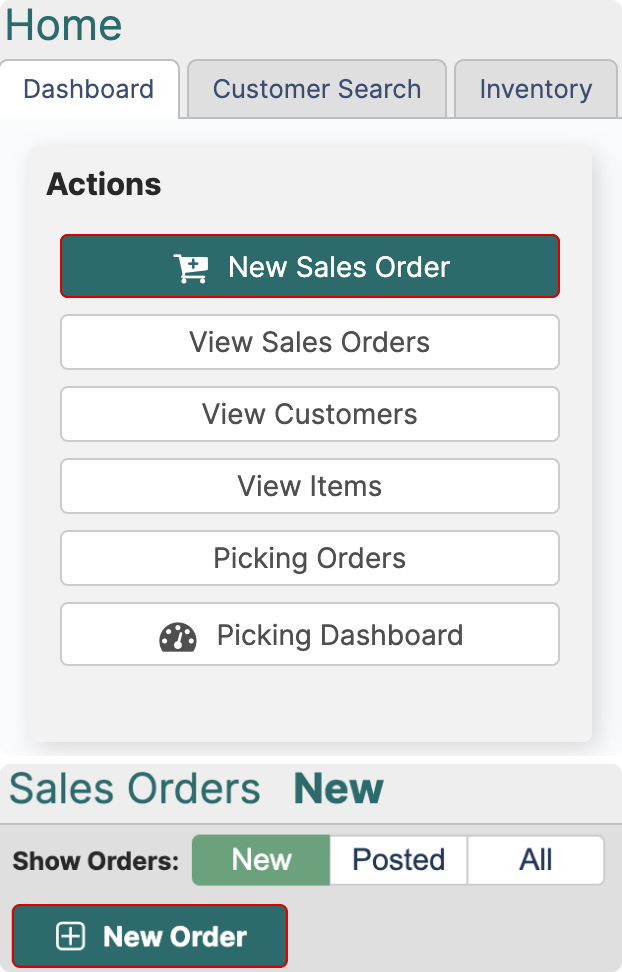 Home
Dashboard Customer Search Inventory
Actions
New Sales Order
View Sales Orders
View Customers
View Items
Picking Orders
Picking Dashboard
Sales Orders New
Show Orders: New Posted All
New Order